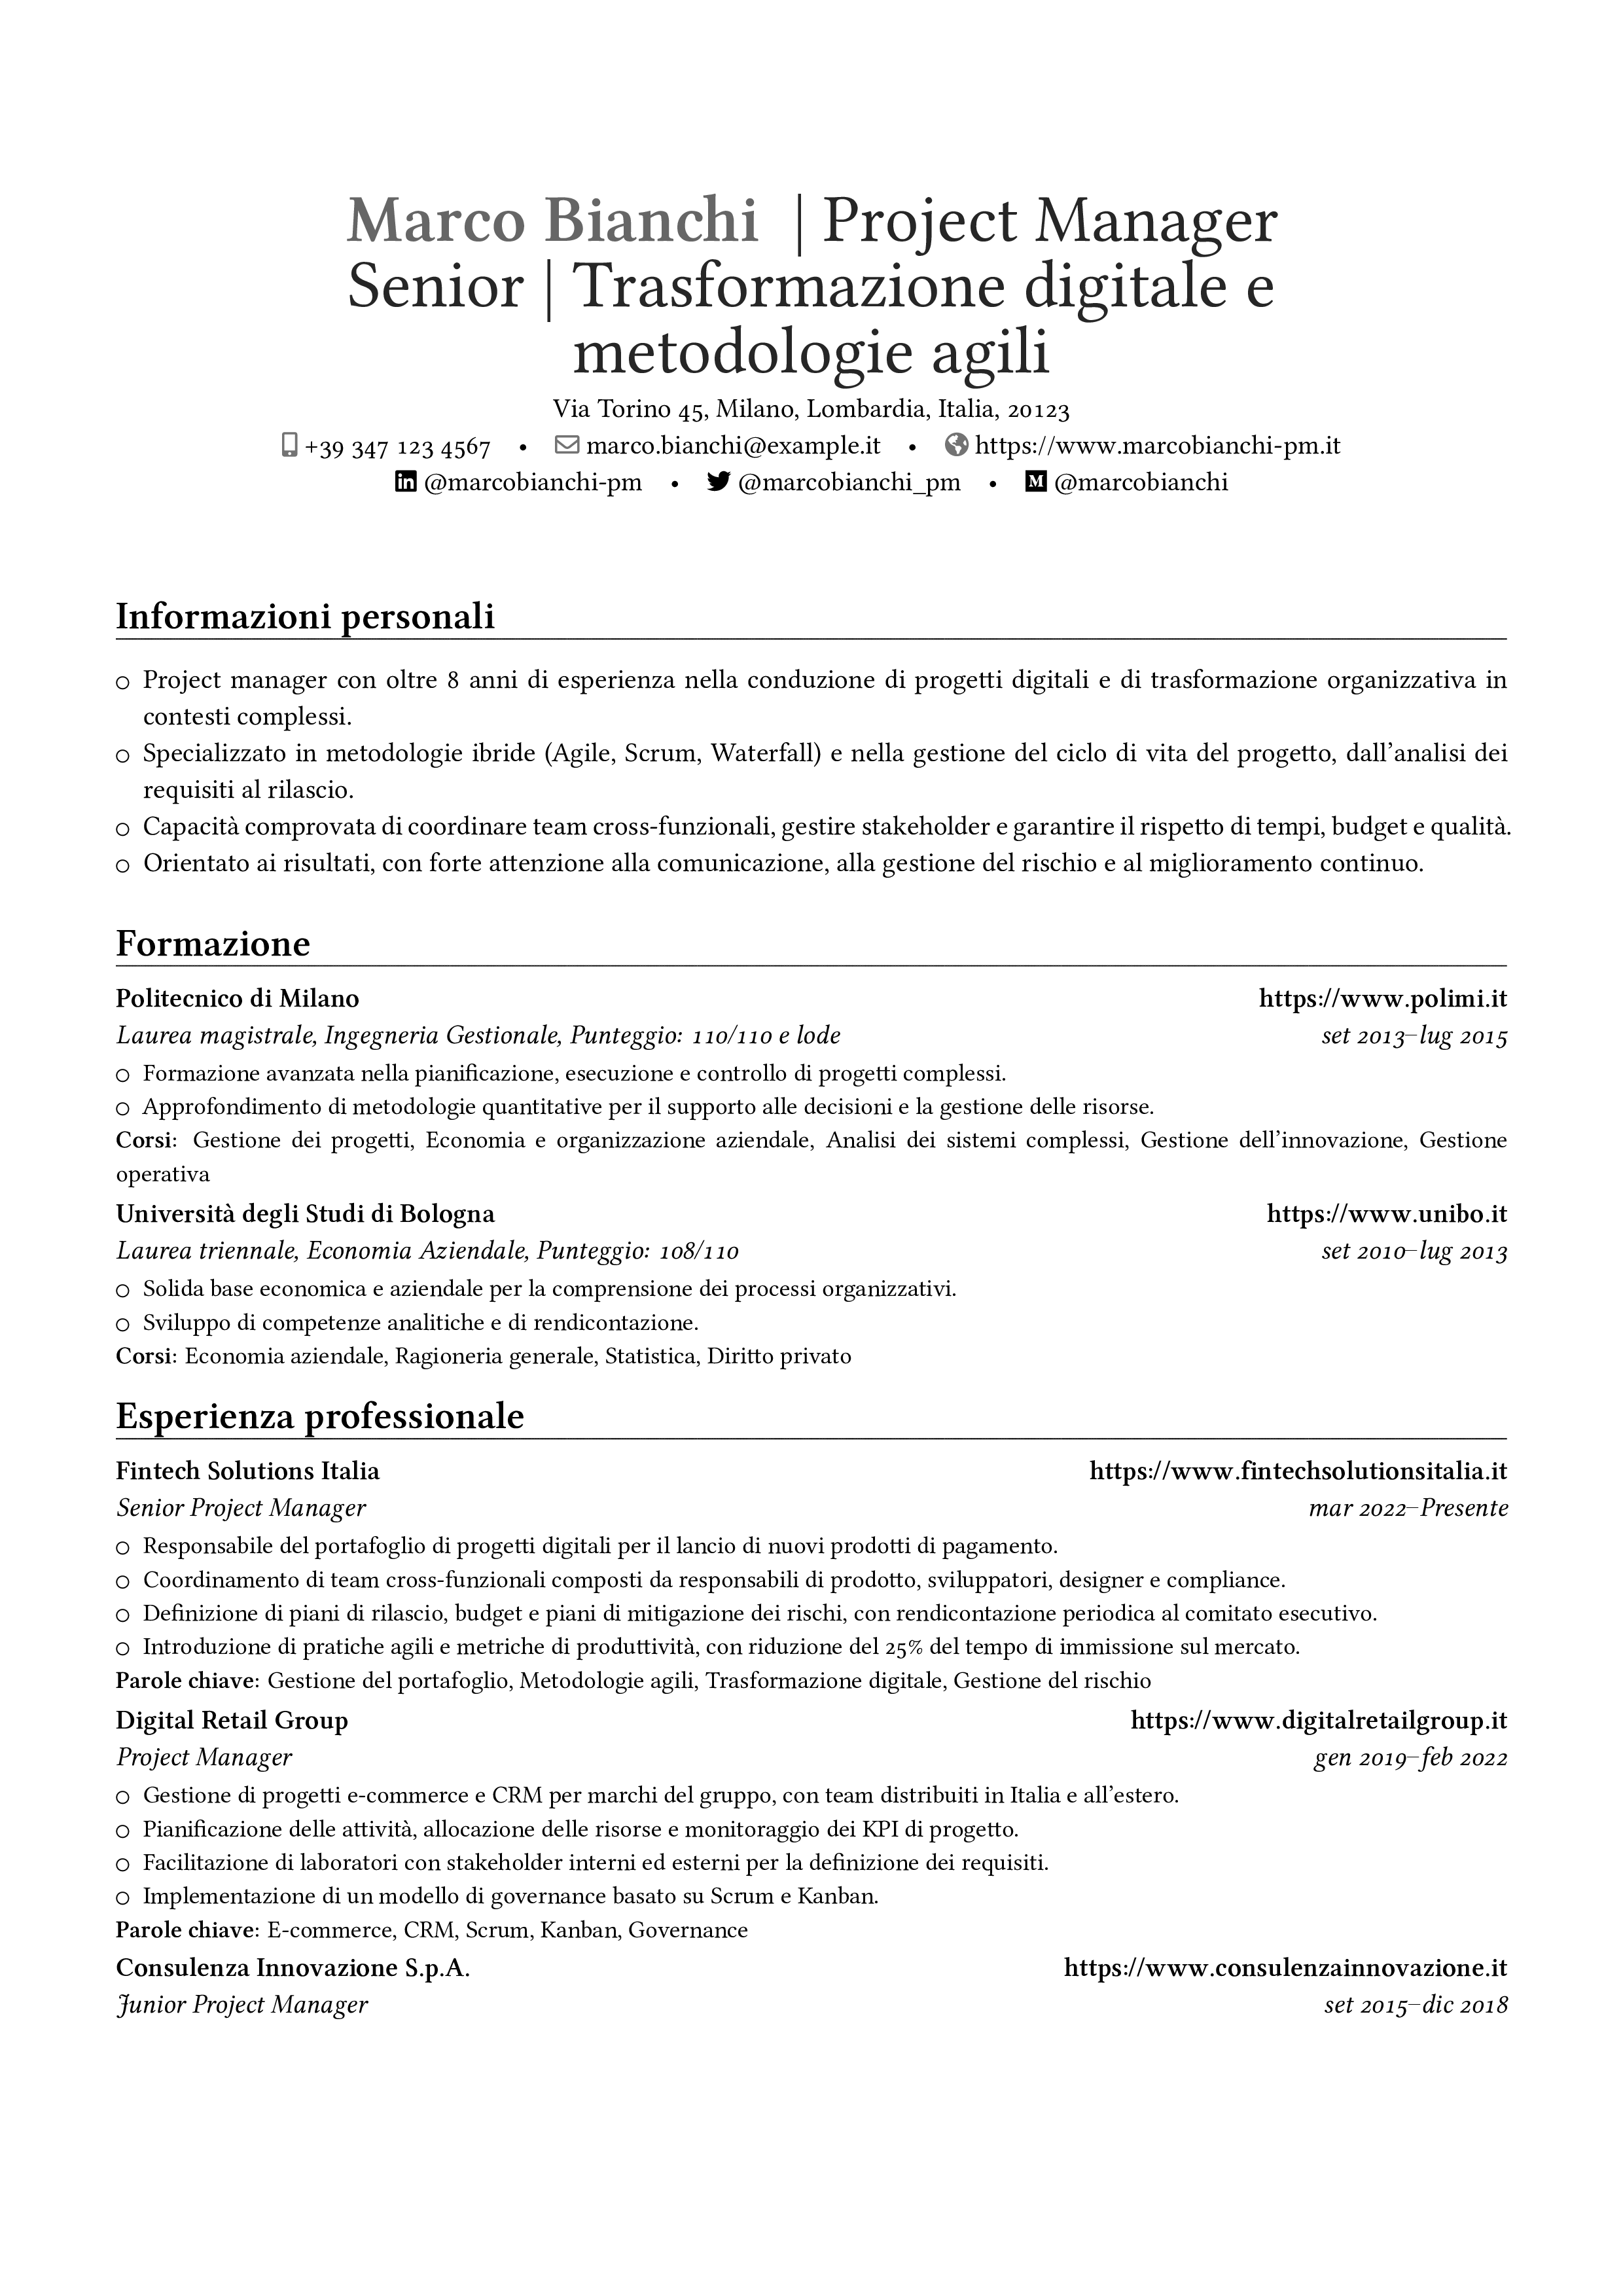 Marco Bianchi | Project Manager
Senior | Trasformazione digitale e
metodologie agili
Via Torino 45, Milano, Lombardia, Italia, 20123
+39 347 123 4567 • marco.bianchi@example.it • https://www.marcobianchi-pm.it
@marcobianchi-pm • @marcobianchi_pm • @marcobianchi
Informazioni personali
○ Project manager con oltre 8 anni di esperienza nella conduzione di progetti digitali e di trasformazione organizzativa in
contesti complessi.
○ Specializzato in metodologie ibride (Agile, Scrum, Waterfall) e nella gestione del ciclo di vita del progetto, dall'analisi dei
requisiti al rilascio.
○ Capacità comprovata di coordinare team cross-funzionali, gestire stakeholder e garantire il rispetto di tempi, budget e qualità.
○ Orientato ai risultati, con forte attenzione alla comunicazione, alla gestione del rischio e al miglioramento continuo.
Formazione
Politecnico di Milano https://www.polimi.it
Laurea magistrale, Ingegneria Gestionale, Punteggio: 110/110 e lode set 2013–lug 2015
○ Formazione avanzata nella pianificazione, esecuzione e controllo di progetti complessi.
○ Approfondimento di metodologie quantitative per il supporto alle decisioni e la gestione delle risorse.
Corsi: Gestione dei progetti, Economia e organizzazione aziendale, Analisi dei sistemi complessi, Gestione dell'innovazione, Gestione
operativa
Università degli Studi di Bologna https://www.unibo.it
Laurea triennale, Economia Aziendale, Punteggio: 108/110 set 2010–lug 2013
○ Solida base economica e aziendale per la comprensione dei processi organizzativi.
○ Sviluppo di competenze analitiche e di rendicontazione.
Corsi: Economia aziendale, Ragioneria generale, Statistica, Diritto privato
Esperienza professionale
Fintech Solutions Italia https://www.fintechsolutionsitalia.it
Senior Project Manager mar 2022–Presente
○ Responsabile del portafoglio di progetti digitali per il lancio di nuovi prodotti di pagamento.
○ Coordinamento di team cross-funzionali composti da responsabili di prodotto, sviluppatori, designer e compliance.
○ Definizione di piani di rilascio, budget e piani di mitigazione dei rischi, con rendicontazione periodica al comitato esecutivo.
○ Introduzione di pratiche agili e metriche di produttività, con riduzione del 25% del tempo di immissione sul mercato.
Parole chiave: Gestione del portafoglio, Metodologie agili, Trasformazione digitale, Gestione del rischio
Digital Retail Group https://www.digitalretailgroup.it
Project Manager gen 2019–feb 2022
○ Gestione di progetti e-commerce e CRM per marchi del gruppo, con team distribuiti in Italia e all'estero.
○ Pianificazione delle attività, allocazione delle risorse e monitoraggio dei KPI di progetto.
○ Facilitazione di laboratori con stakeholder interni ed esterni per la definizione dei requisiti.
○ Implementazione di un modello di governance basato su Scrum e Kanban.
Parole chiave: E-commerce, CRM, Scrum, Kanban, Governance
Consulenza Innovazione S.p.A. https://www.consulenzainnovazione.it
Junior Project Manager set 2015–dic 2018